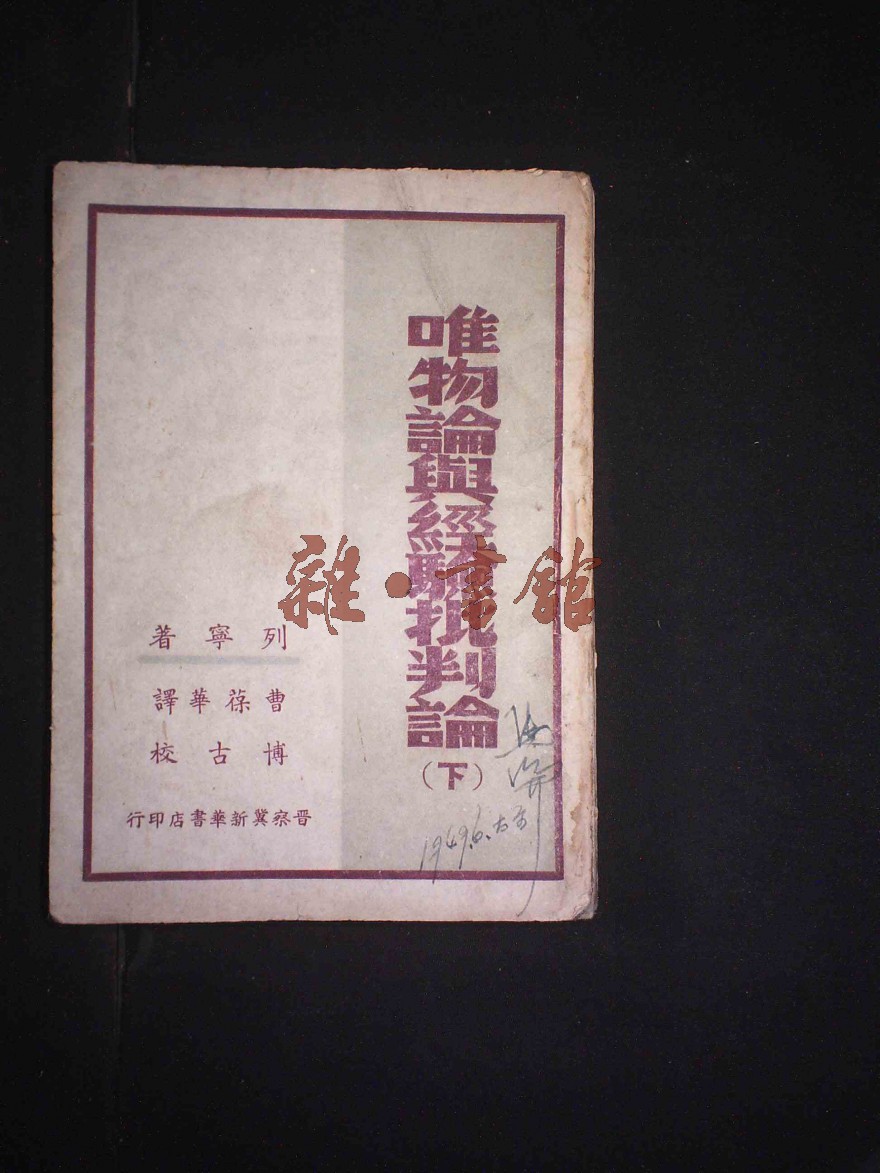 唯物論與經驗批判論
（下）
列寧著
曹葆華譯
博古校
晋察冀新華書店印行
1949.6.
雜·書館